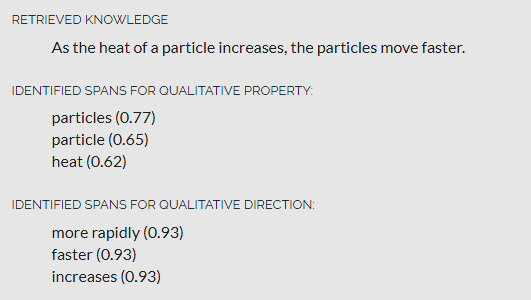 RETRIEVED KNOWLEDGE
As the heat of a particle increases, the particles move faster.
IDENTIFIED SPANS FOR QUALITATIVE PROPERTY:
particles (0.77)
particle (0.65)
heat (0.62)
IDENTIFIED SPANS FOR QUALITATIVE DIRECTION:
more rapidly (0.93)
faster (0.93)
increases (0.93)